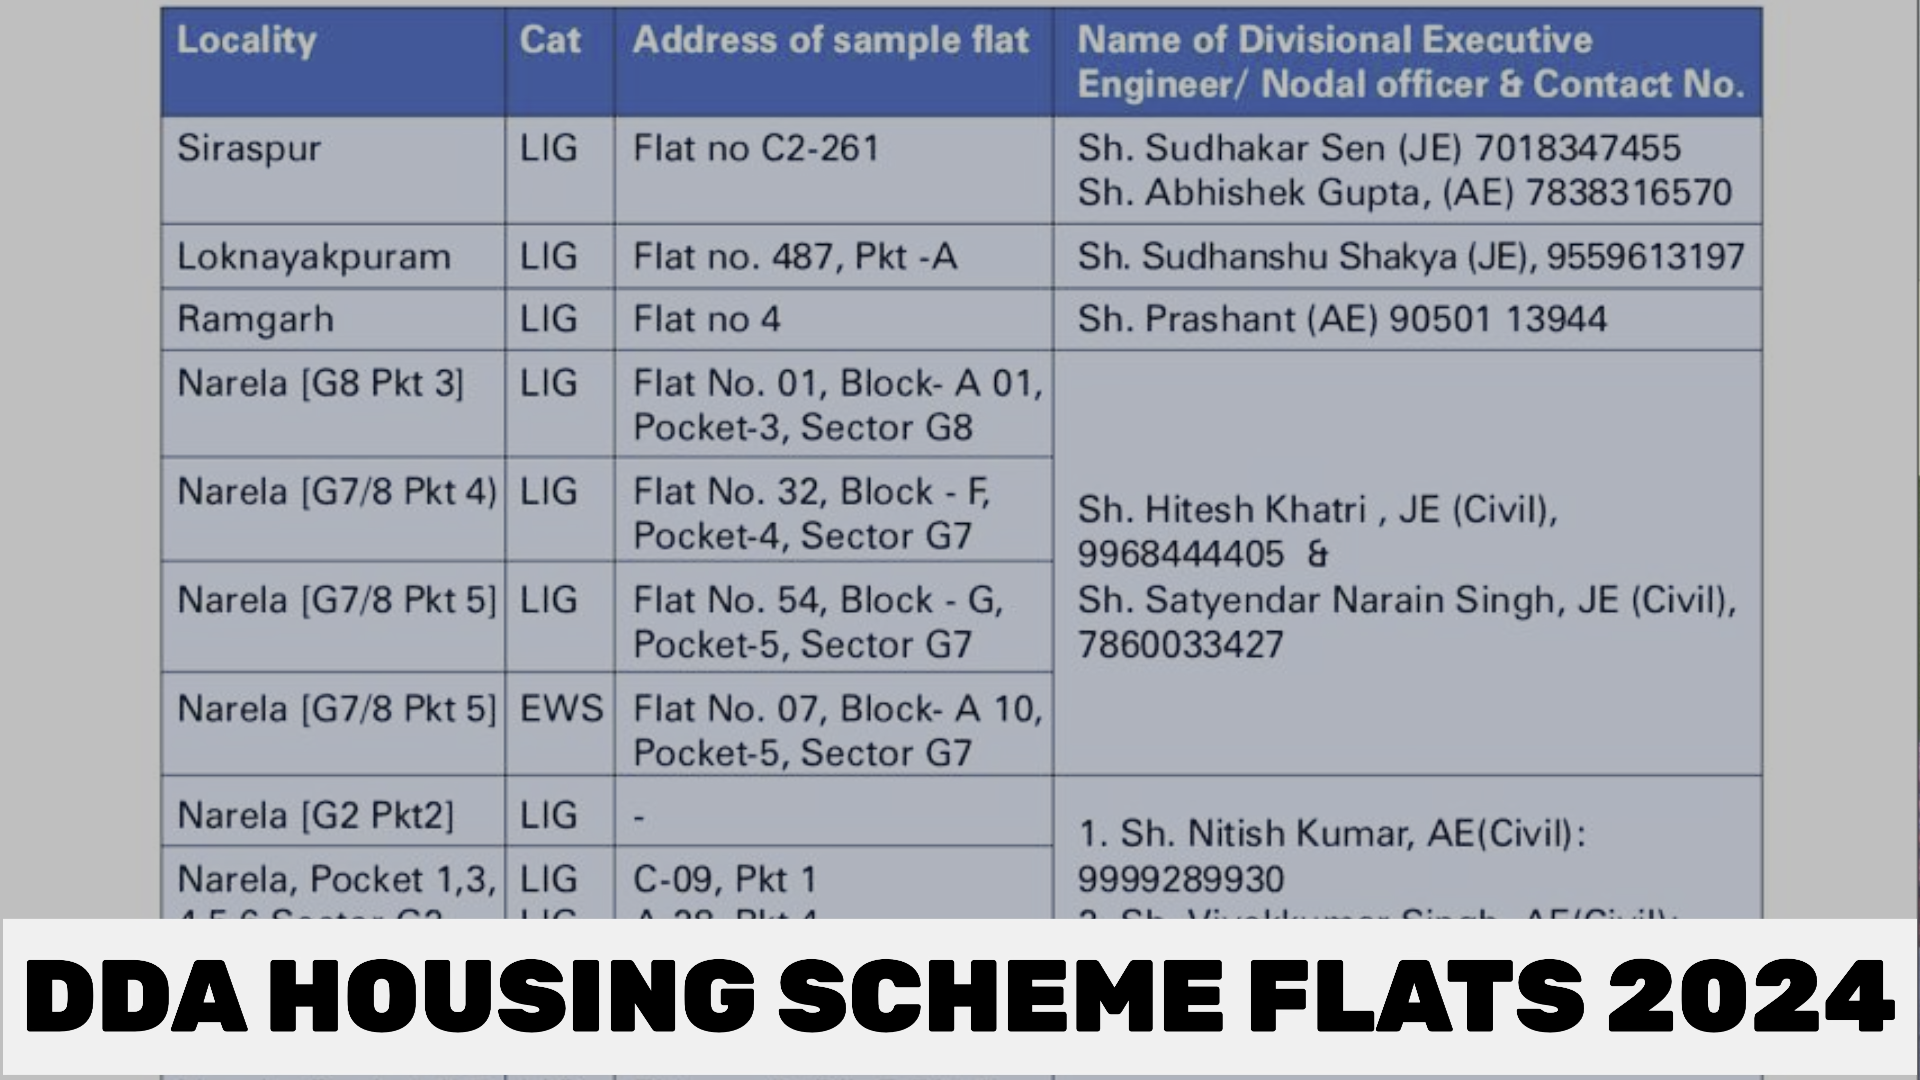 Locality Cat Address of sample flat Name of Divisional Executive
Engineer/ Nodal officer & Contact No.
Siraspur LIG Flat no C2-261 Sh. Sudhakar Sen (JE) 7018347455
Sh. Abhishek Gupta, (AE) 7838316570
Loknayakpuram LIG Flat no. 487, Pkt -A Sh. Sudhanshu Shakya (JE), 9559613197
Ramgarh LIG Flat no 4 Sh. Prashant (AE) 90501 13944
Narela [G8 Pkt 3] LIG Flat No. 01, Block- A 01,
Pocket-3, Sector G8
Narela [G7/8 Pkt 4) LIG Flat No. 32, Block - F,
Pocket-4, Sector G7
Sh. Hitesh Khatri , JE (Civil),
9968444405 &
Narela [G7/8 Pkt 5] LIG Flat No. 54, Block - G, Sh. Satyendar Narain Singh, JE (Civil),
Pocket-5, Sector G7 7860033427
Narela [G7/8 Pkt 5] EWS Flat No. 07, Block- A 10,
Pocket-5, Sector G7
Narela [G2 Pkt2] LIG -
1. Sh. Nitish Kumar, AE(Civil):
Narela, Pocket 1,3, LIG C-09, Pkt 1 9999289930
DDA HOUSING SCHEME FLATS 2024